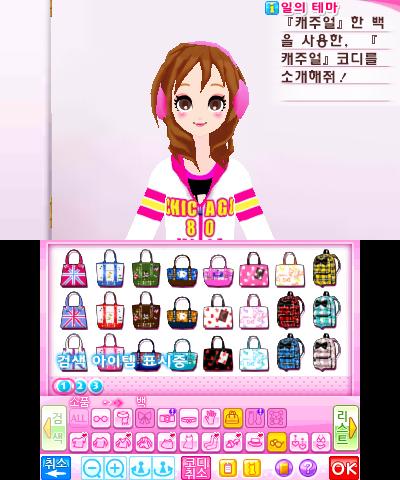 일의 테마
『캐주얼』한 백
을 사용한, 『
캐주얼』코디를
소개해줘!
CHICAGO
80
검색 아이템 표시중
1 2 3
소품 백
검색
ALL
리스트
취소
코디
취소
OK